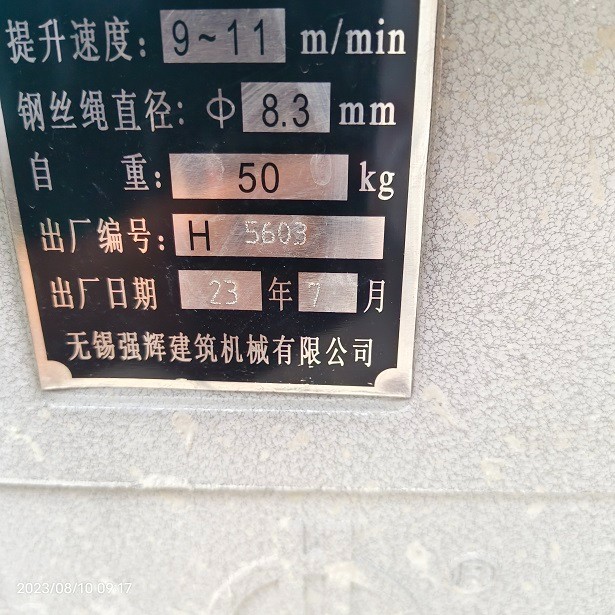 提升速度: 9~11 m/min
钢丝绳直径: Φ 8.3 mm
自 重: 50 kg
出厂编号: H 5603
出厂日期 23 年 7 月
无锡强辉建筑机械有限公司
2023/08/10 09:17